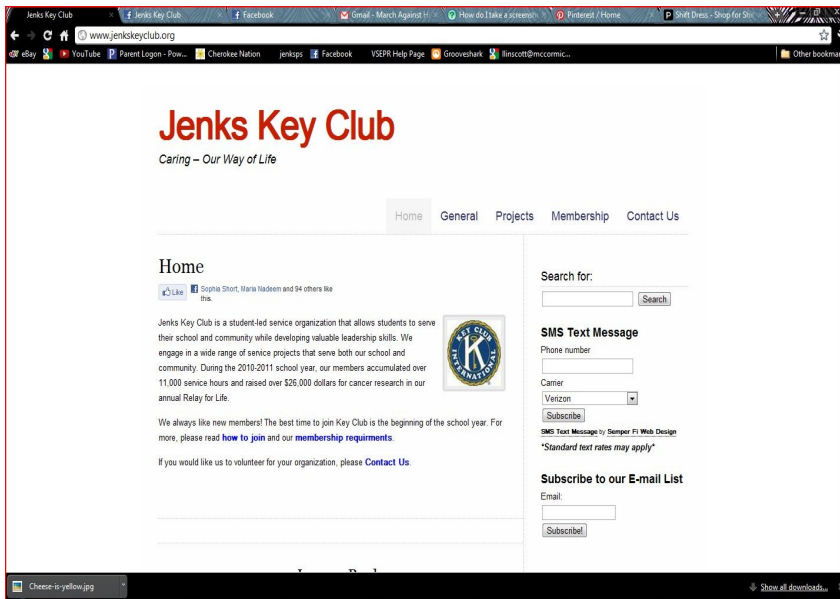 Jenks Key Club
Jenks Key Club
Facebook
Gmail - March Against H
How do I take a screensh
Pinterest / Home
Shift Dress - Shop for Shi
www.jenkskeyclub.org
eBay
YouTube
Parent Logon - Pow...
Cherokee Nation
jenksps
Facebook
VSEPR Help Page
Grooveshark
llinscott@mccormic...
Other bookmar
Jenks Key Club
Caring – Our Way of Life
Home General Projects Membership Contact Us
Home
Like
Sophia Short, Maria Nadeem and 94 others like
this.
Jenks Key Club is a student-led service organization that allows students to serve
their school and community while developing valuable leadership skills. We
engage in a wide range of service projects that serve both our school and
community. During the 2010-2011 school year, our members accumulated over
11,000 service hours and raised over $26,000 dollars for cancer research in our
annual Relay for Life.
KEY CLUB
K
INTERNATIONAL
We always like new members! The best time to join Key Club is the beginning of the school year. For
more, please read how to join and our membership requirments.
If you would like us to volunteer for your organization, please Contact Us.
Search for:
Search
SMS Text Message
Phone number
Carrier
Verizon
Subscribe
SMS Text Message by Semper Fi Web Design
*Standard text rates may apply*
Subscribe to our E-mail List
Email:
Subscribe!
Cheese-is-yellow.jpg
Show all downloads...